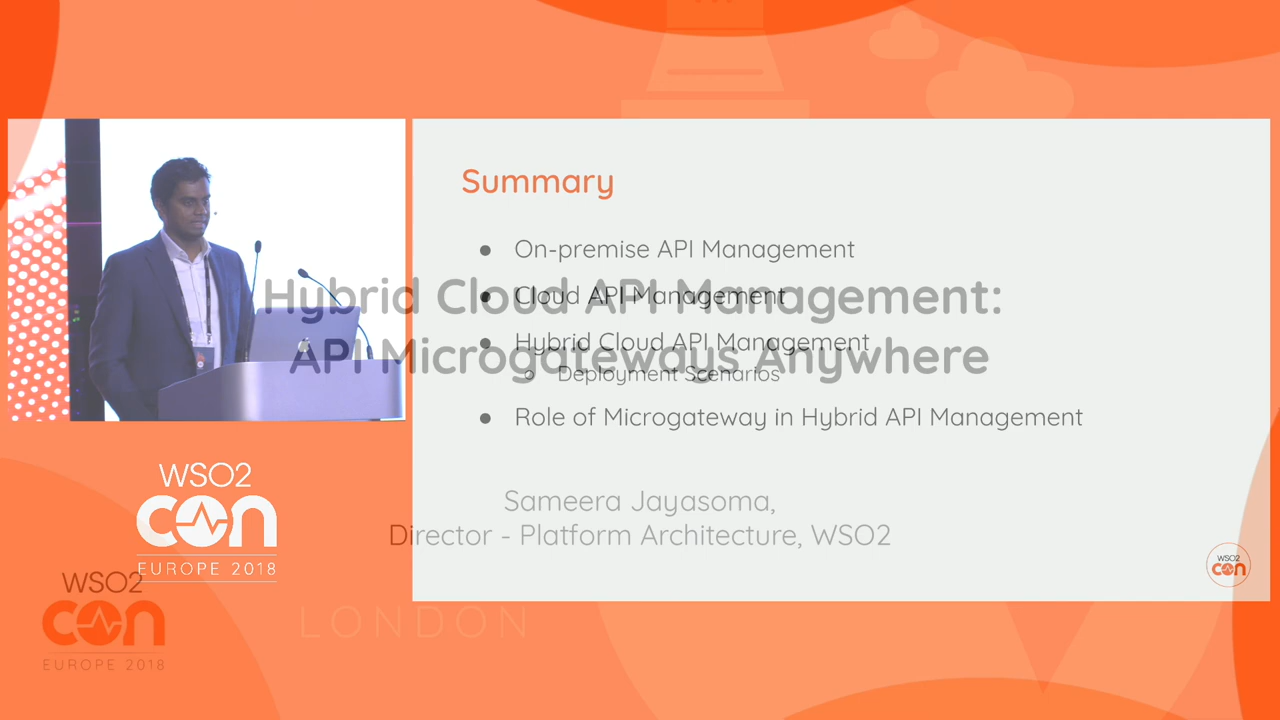 Summary
On-premise API Management
Cloud API Management
Hybrid Cloud API Management
Deployment Scenarios
Role of Microgateway in Hybrid API Management
Hybrid Cloud API Management:
API Microgateways Anywhere
Sameera Jayasoma,
Director - Platform Architecture, WSO2
WSO2
con
EUROPE 2018
WSO2
con
EUROPE 2018
LONDON
WSO2
con